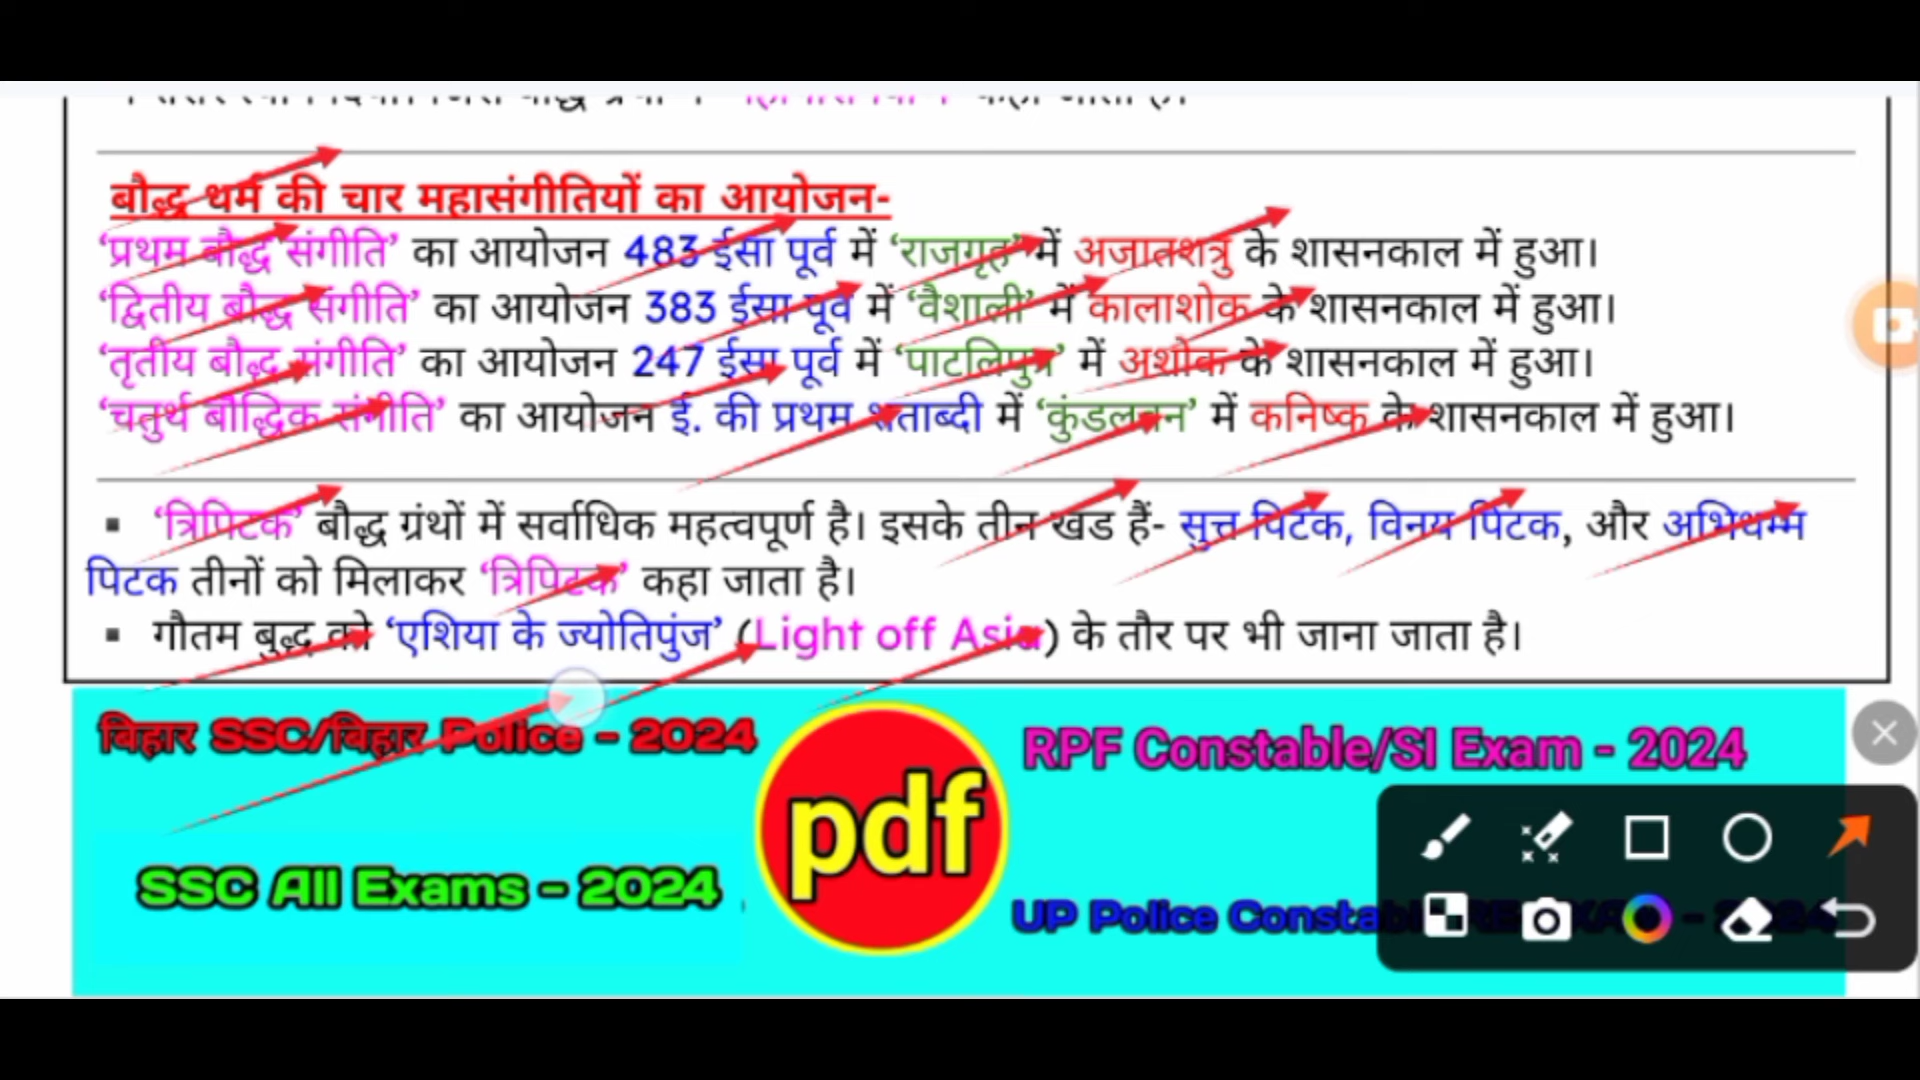 बौद्ध धर्म की चार महासंगीतियों का आयोजन-
‘प्रथम बौद्ध संगीति’ का आयोजन 483 ईसा पूर्व में ‘राजगृह’ में अजातशत्रु के शासनकाल में हुआ।
‘द्वितीय बौद्ध संगीति’ का आयोजन 383 ईसा पूर्व में ‘वैशाली’ में कालाशोक के शासनकाल में हुआ।
‘तृतीय बौद्ध संगीति’ का आयोजन 247 ईसा पूर्व में ‘पाटलिपुत्र’ में अशोक के शासनकाल में हुआ।
‘चतुर्थ बौद्धिक संगीति’ का आयोजन ई. की प्रथम शताब्दी में ‘कुंडलवन’ में कनिष्क के शासनकाल में हुआ।
▪ ‘त्रिपिटक’ बौद्ध ग्रंथों में सर्वाधिक महत्वपूर्ण है। इसके तीन खंड हैं- सुत्त पिटक, विनय पिटक, और अभिधम्म
पिटक तीनों को मिलाकर ‘त्रिपिटक’ कहा जाता है।
▪ गौतम बुद्ध को ‘एशिया के ज्योतिपुंज’ (Light off Asia) के तौर पर भी जाना जाता है।
बिहार SSC/बिहार Police - 2024
RPF Constable/SI Exam - 2024
pdf
SSC All Exams - 2024
UP Police